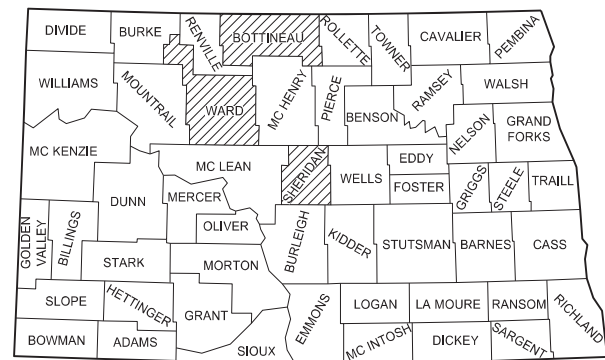 DIVIDE
BURKE
RENVILLE
BOTTINEAU
ROLLETTE
TOWNER
CAVALIER
PEMBINA
WILLIAMS
MOUNTRAIL
WARD
MC HENRY
PIERCE
BENSON
RAMSEY
WALSH
NELSON
GRAND
FORKS
MC KENZIE
DUNN
MC LEAN
MERCER
OLIVER
SHERIDAN
WELLS
EDDY
FOSTER
GRIGGS
STEELE
TRAILL
GOLDEN
VALLEY
BILLINGS
STARK
MORTON
BURLEIGH
KIDDER
STUTSMAN
BARNES
CASS
SLOPE
HETTINGER
GRANT
EMMONS
LOGAN
LA MOURE
RANSOM
RICHLAND
BOWMAN
ADAMS
SIOUX
MC INTOSH
DICKEY
SARGENT